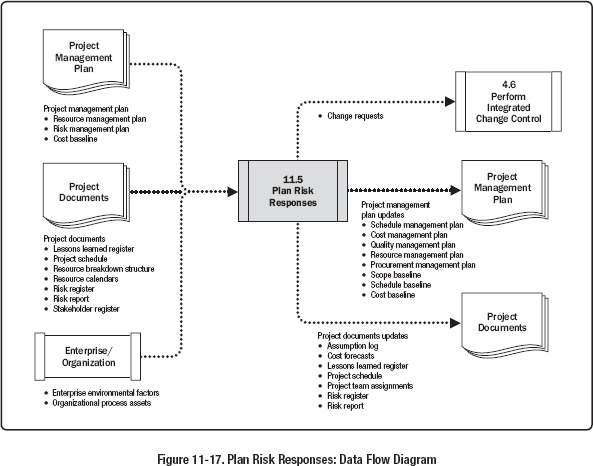 Project
Management
Plan
Project management plan
• Resource management plan
• Risk management plan
• Cost baseline
Project
Documents
Project documents
• Lessons learned register
• Project schedule
• Resource breakdown structure
• Resource calendars
• Risk register
• Risk report
• Stakeholder register
Enterprise/
Organization
• Enterprise environmental factors
• Organizational process assets
11.5
Plan Risk
Responses
• Change requests
4.6
Perform
Integrated
Change Control
Project
Management
Plan
Project management
plan updates
• Schedule management plan
• Cost management plan
• Quality management plan
• Resource management plan
• Procurement management plan
• Scope baseline
• Schedule baseline
• Cost baseline
Project
Documents
Project documents updates
• Assumption log
• Cost forecasts
• Lessons learned register
• Project schedule
• Project team assignments
• Risk register
• Risk report
Figure 11-17. Plan Risk Responses: Data Flow Diagram